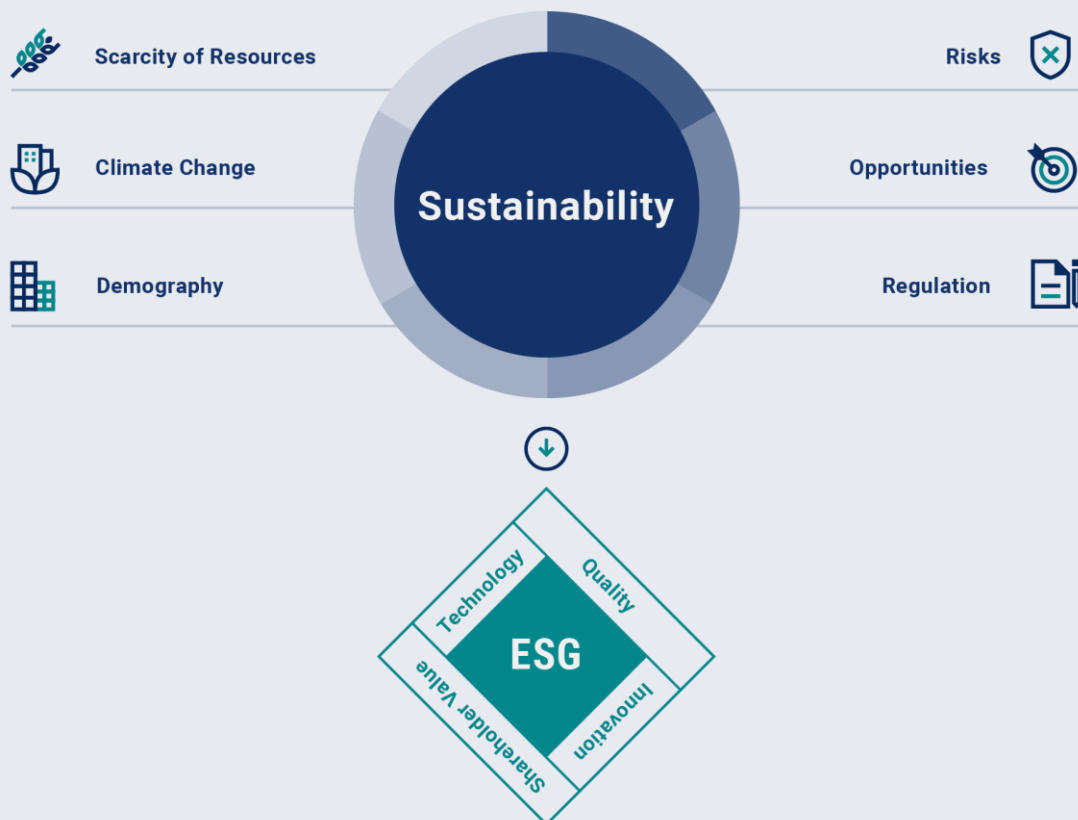 Scarcity of Resources
Risks
Climate Change
Opportunities
Sustainability
Demography
Regulation
Technology
Quality
ESG
Shareholder Value
Innovation